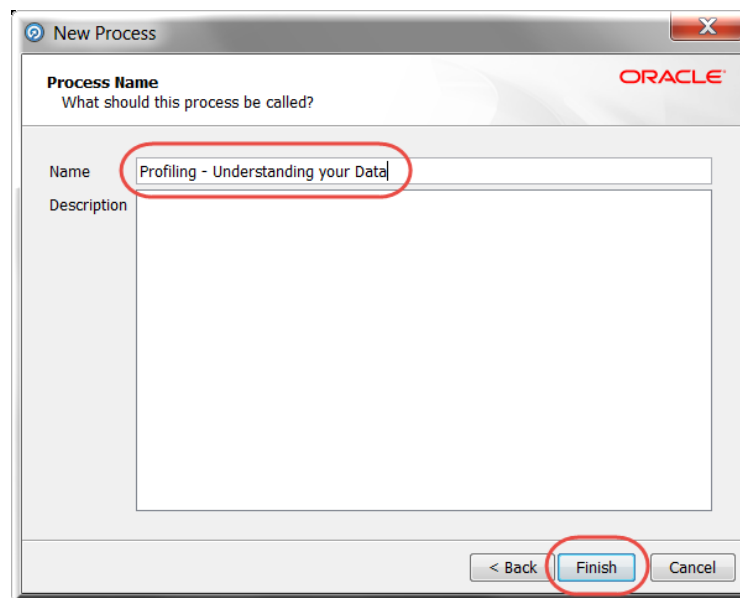 New Process
X
Process Name
ORACLE
What should this process be called?
Name
Profiling - Understanding your Data
Description
< Back
Finish
Cancel